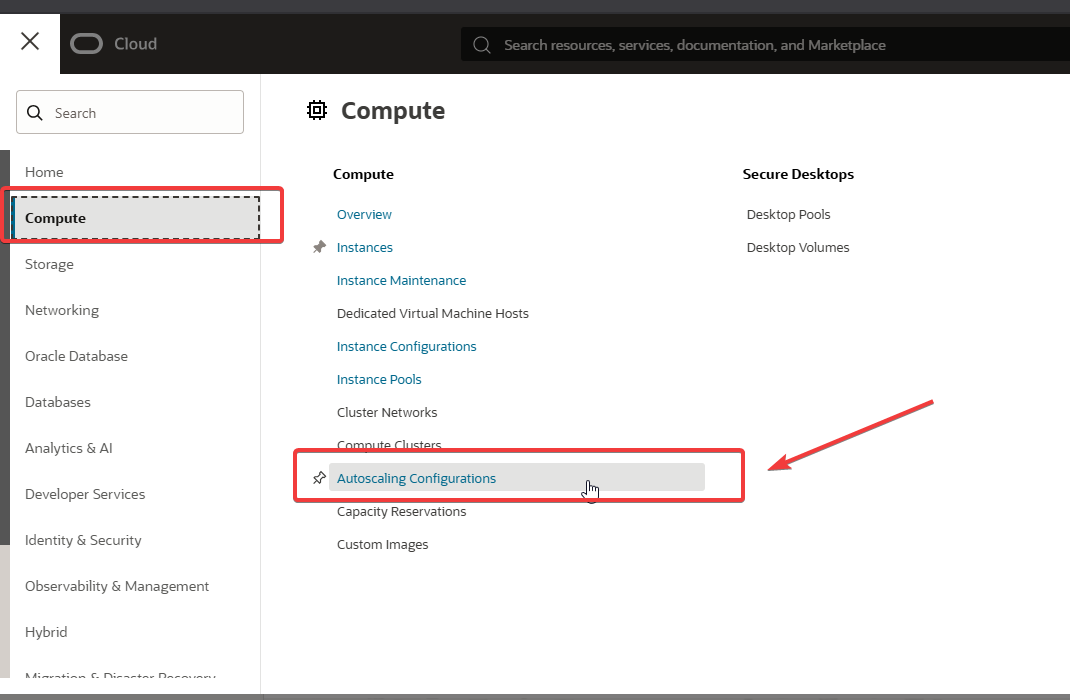 Cloud
Search resources, services, documentation, and Marketplace
Search
Home
Compute
Storage
Networking
Oracle Database
Databases
Analytics & AI
Developer Services
Identity & Security
Observability & Management
Hybrid
Migration & Disaster Recovery
Compute
Compute
Overview
Instances
Instance Maintenance
Dedicated Virtual Machine Hosts
Instance Configurations
Instance Pools
Cluster Networks
Compute Clusters
Autoscaling Configurations
Capacity Reservations
Custom Images
Secure Desktops
Desktop Pools
Desktop Volumes